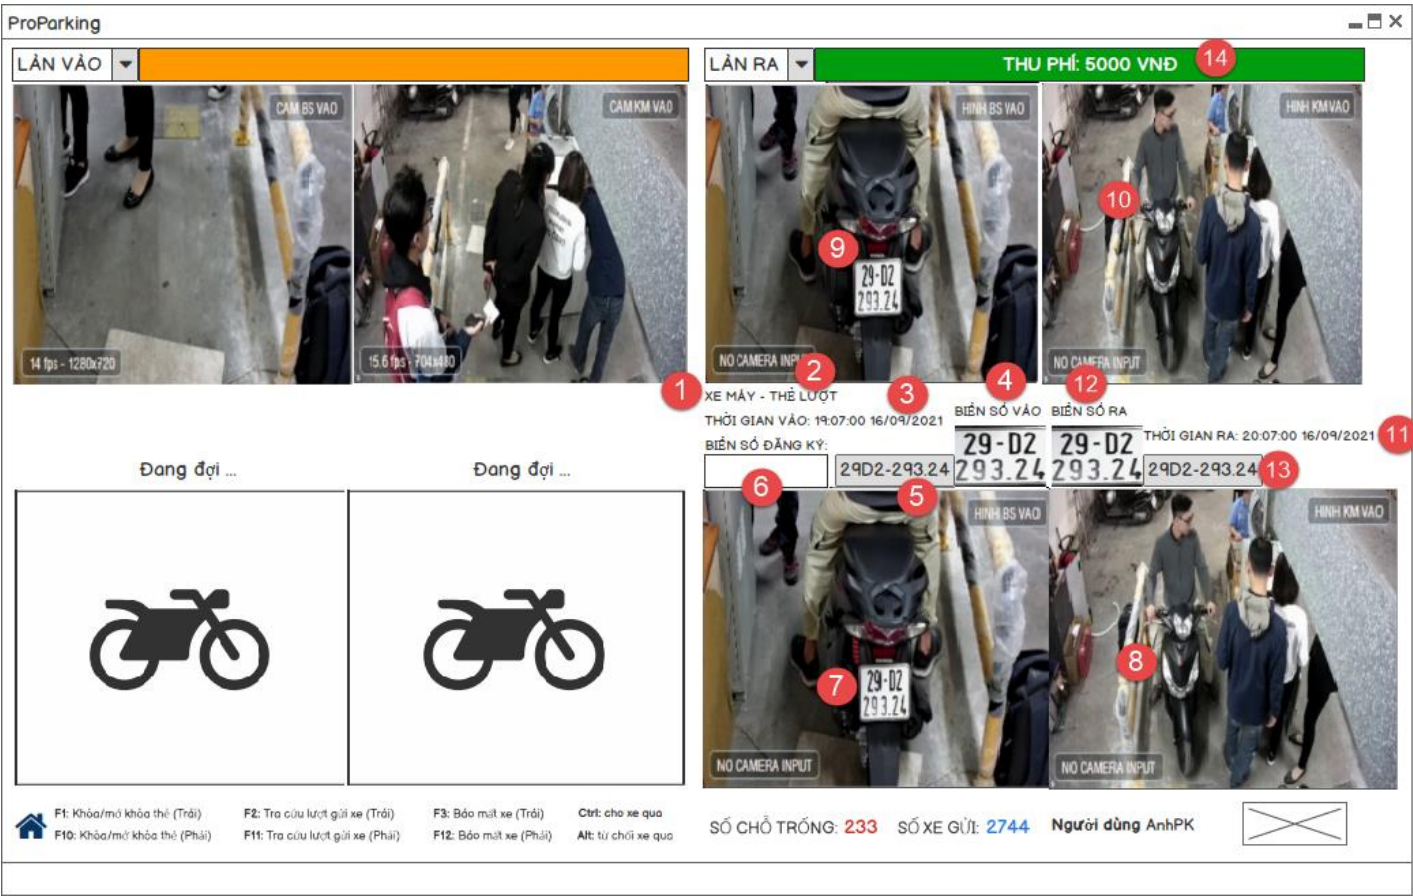 ProParking
LÀN VÀO
LÀN RA
THU PHÍ: 5000 VNĐ
14
CAM BS VAO
CAM KM VAO
HINH BS VAO
HINH KM VAO
10
9
29-D2
293.24
14 fps - 1280x720
15.6 fps - 704x480
NO CAMERA INPUT
NO CAMERA INPUT
1
2
3
4
12
XE MÁY - THẺ LƯỢT
THỜI GIAN VÀO: 19:07:00 16/09/2021
BIỂN SỐ ĐĂNG KÝ:
BIỂN SỐ VÀO
BIỂN SỐ RA
29-D2
293.24
29-D2
293.24
THỜI GIAN RA: 20:07:00 16/09/2021
11
29D2-293.24
29D2-293.24
13
6
5
Đang đợi ...
Đang đợi ...
HINH BS VAO
HINH KM VAO
8
7
29-D2
293.24
NO CAMERA INPUT
NO CAMERA INPUT
F1: Khóa/mở khóa thẻ (Trái)
F2: Tra cứu lượt gửi xe (Trái)
F3: Báo mất xe (Trái)
Ctrl: cho xe qua
F10: Khóa/mở khóa thẻ (Phải)
F11: Tra cứu lượt gửi xe (Phải)
F12: Báo mất xe (Phải)
Alt: từ chối xe qua
SỐ CHỖ TRỐNG: 233
SỐ XE GỬI: 2744
Người dùng AnhPK